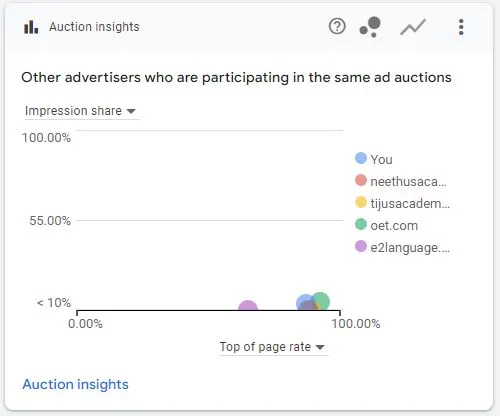 Auction insights
Other advertisers who are participating in the same ad auctions
Impression share
100.00%
You
neethusaca...
tijusacadem...
55.00%
oet.com
e2language....
< 10%
0.00%
100.00%
Top of page rate
Auction insights